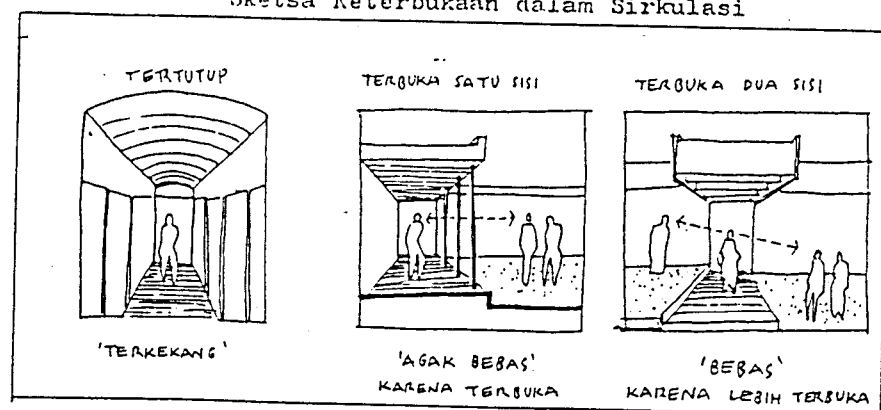 Sketsa Keterbukaan dalam Sirkulasi
TERTUTUP
TERBUKA SATU SISI
TERBUKA DUA SISI
'TERKEKANG'
'AGAK BEBAS'
KARENA TERBUKA
'BEBAS'
KARENA LEBIH TERBUKA